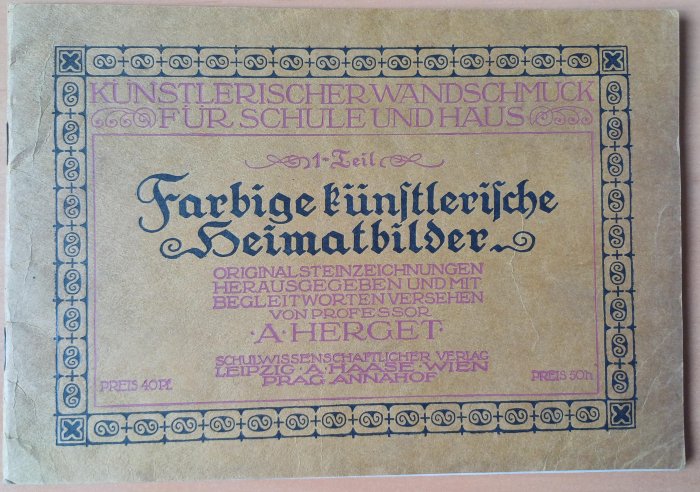 KÜNSTLERISCHER WANDSCHMUCK
FÜR SCHULE UND HAUS
1-Teil
Farbige künſtleriſche
Heimatbilder
ORIGINALSTEINZEICHNUNGEN
HERAUSGEGEBEN UND MIT
BEGLEITWORTEN VERSEHEN
VON PROFESSOR
·A·HERGET·
SCHULWISSENSCHAFTLICHER VERLAG
LEIPZIG·A·HAASE·WIEN
PRAG ANNAHOF
PREIS 40 Pf. PREIS 50 h